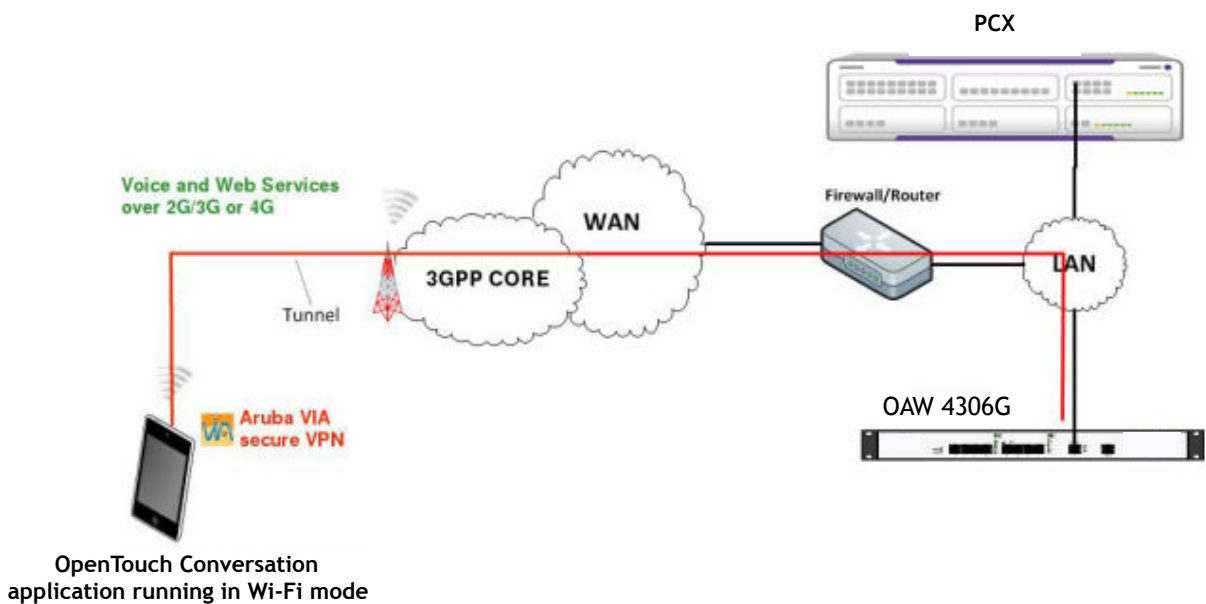 PCX
Voice and Web Services
over 2G/3G or 4G
WAN
Firewall/Router
3GPP CORE
LAN
Tunnel
VIA
Aruba VIA
secure VPN
OAW 4306G
OpenTouch Conversation
application running in Wi-Fi mode